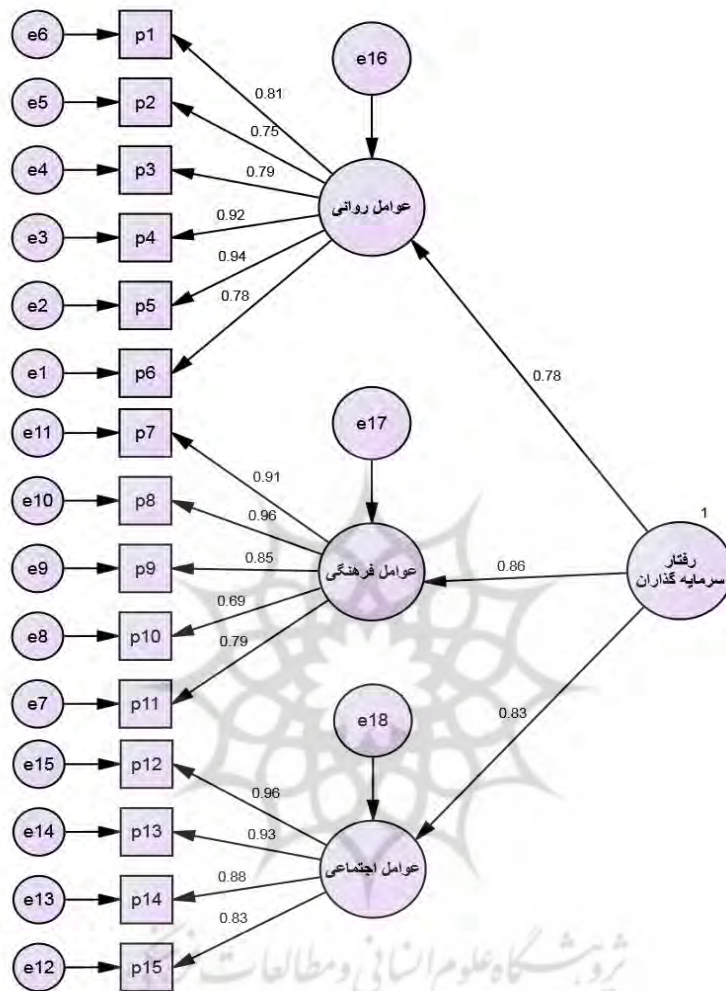 e6
p1
e16
0.81
e5
p2
0.75
e4
p3
0.79
عوامل روانی
e3
p4
0.92
e2
p5
0.94
e1
p6
0.78
0.78
e11
p7
e17
0.91
e10
p8
0.96
1
e9
p9
0.85
عوامل فرهنگی
0.86
رفتار
سرمایه گذاران
e8
p10
0.69
0.79
e7
p11
e18
0.83
e15
p12
0.96
e14
p13
0.93
عوامل اجتماعی
e13
p14
0.88
0.83
e12
p15
پژوهشگاه علوم انسانی و مطالعات فرهنگی